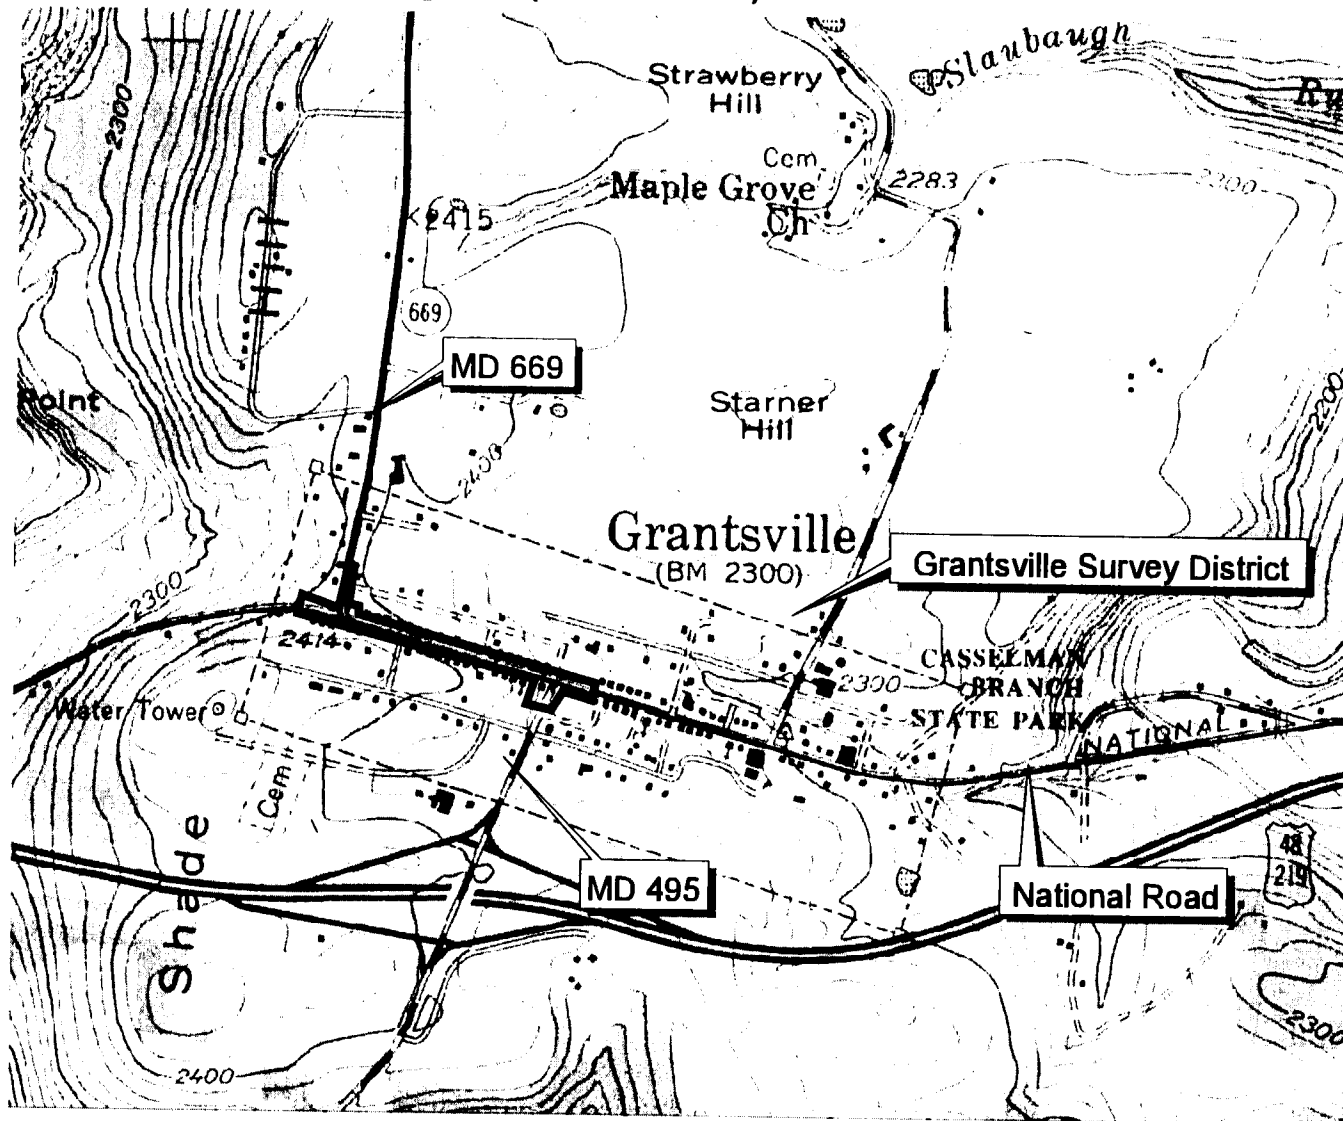 Slaubaugh
Strawberry
Hill
2300
Cem
Maple Grove
Ch
2283
2300
2415
669
MD 669
Point
Starner
Hill
2200
2400
Grantsville
(BM 2300)
Grantsville Survey District
2300
2414
CASSELMAN
BRANCH
STATE PARK
2300
Water Tower
NATIONAL
Cem
Shade
MD 495
National Road
48
219
2300
2400